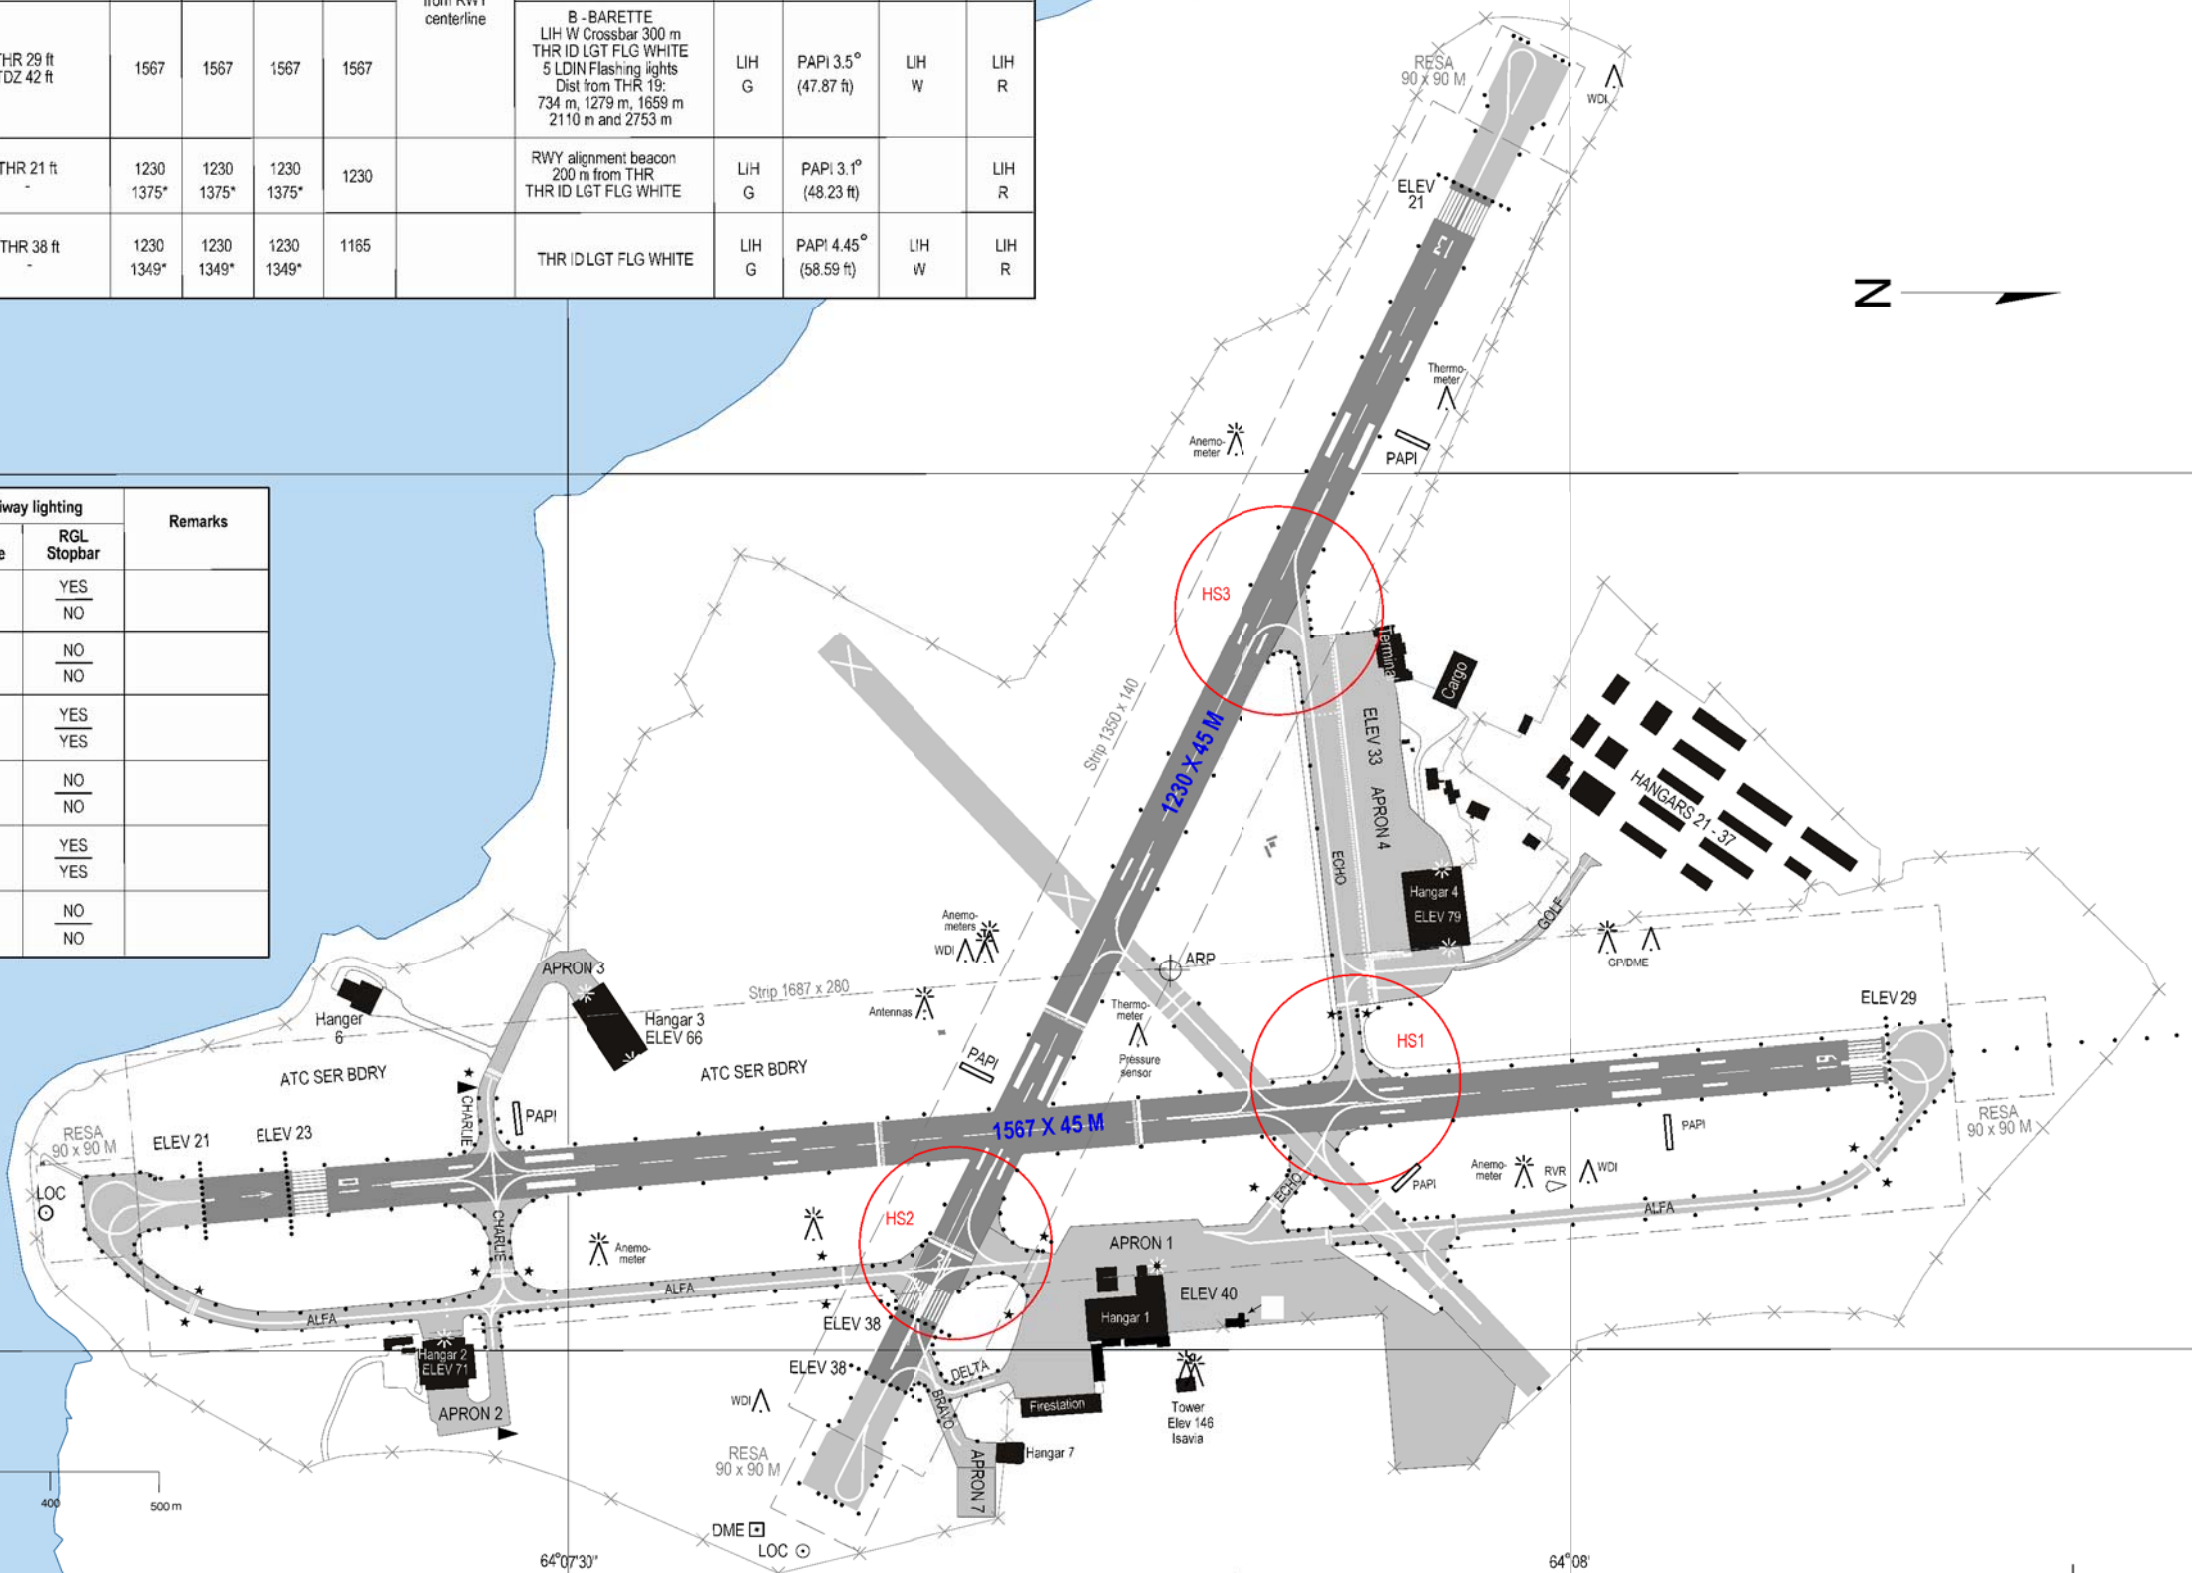 from RWY
centerline
THR 29 ft
TDZ 42 ft
1567
1567
1567
1567
B - BARETTE
LIH W Crossbar 300 m
THR ID LGT FLG WHITE
5 LDIN Flashing lights
Dist from THR 19:
734 m, 1279 m, 1659 m
2110 m and 2753 m
LIH
G
PAPI 3.5°
(47.87 ft)
LIH
W
LIH
R
THR 21 ft
-
1230
1375*
1230
1375*
1230
1375*
1230
RWY alignment beacon
200 m from THR
THR ID LGT FLG WHITE
LIH
G
PAPI 3.1°
(48.23 ft)
LIH
R
THR 38 ft
-
1230
1349*
1230
1349*
1230
1349*
1165
THR ID LGT FLG WHITE
LIH
G
PAPI 4.45°
(58.59 ft)
LIH
W
LIH
R
lighting
Remarks
RGL
Stopbar
YES
NO
NO
NO
YES
YES
NO
NO
YES
YES
NO
NO
RESA
90 x 90 M
WDI
ELEV
21
13
N
Thermo-
meter
Anemo-
meter
PAPI
HS3
Terminal
Cargo
Strip 1350 x 140
1230 X 45 M
ELEV 33
APRON 4
ECHO
HANGARS 21 - 37
Hangar 4
ELEV 79
GOLF
GP/DME
Anemo-
meters
WDI
ARP
APRON 3
Strip 1687 x 280
Antennas
Hanger
6
Hangar 3
ELEV 66
Thermo-
meter
Pressure
sensor
PAPI
HS1
ELEV 29
19
ATC SER BDRY
ATC SER BDRY
CHARLIE
PAPI
1567 X 45 M
RESA
90 x 90 M
ELEV 21
ELEV 23
RESA
90 x 90 M
PAPI
LOC
CHARLIE
HS2
ECHO
PAPI
Anemo-
meter
RVR
WDI
ALFA
Anemo-
meter
APRON 1
ALFA
ELEV 40
ALFA
ELEV 38
Hangar 1
Hangar 2
ELEV 71
ELEV 38
DELTA
BRAVO
WDI
APRON 2
Firestation
Tower
Elev 146
Isavia
RESA
90 x 90 M
Hangar 7
APRON 7
400
500 m
DME
LOC
64°07'30"
64°08'